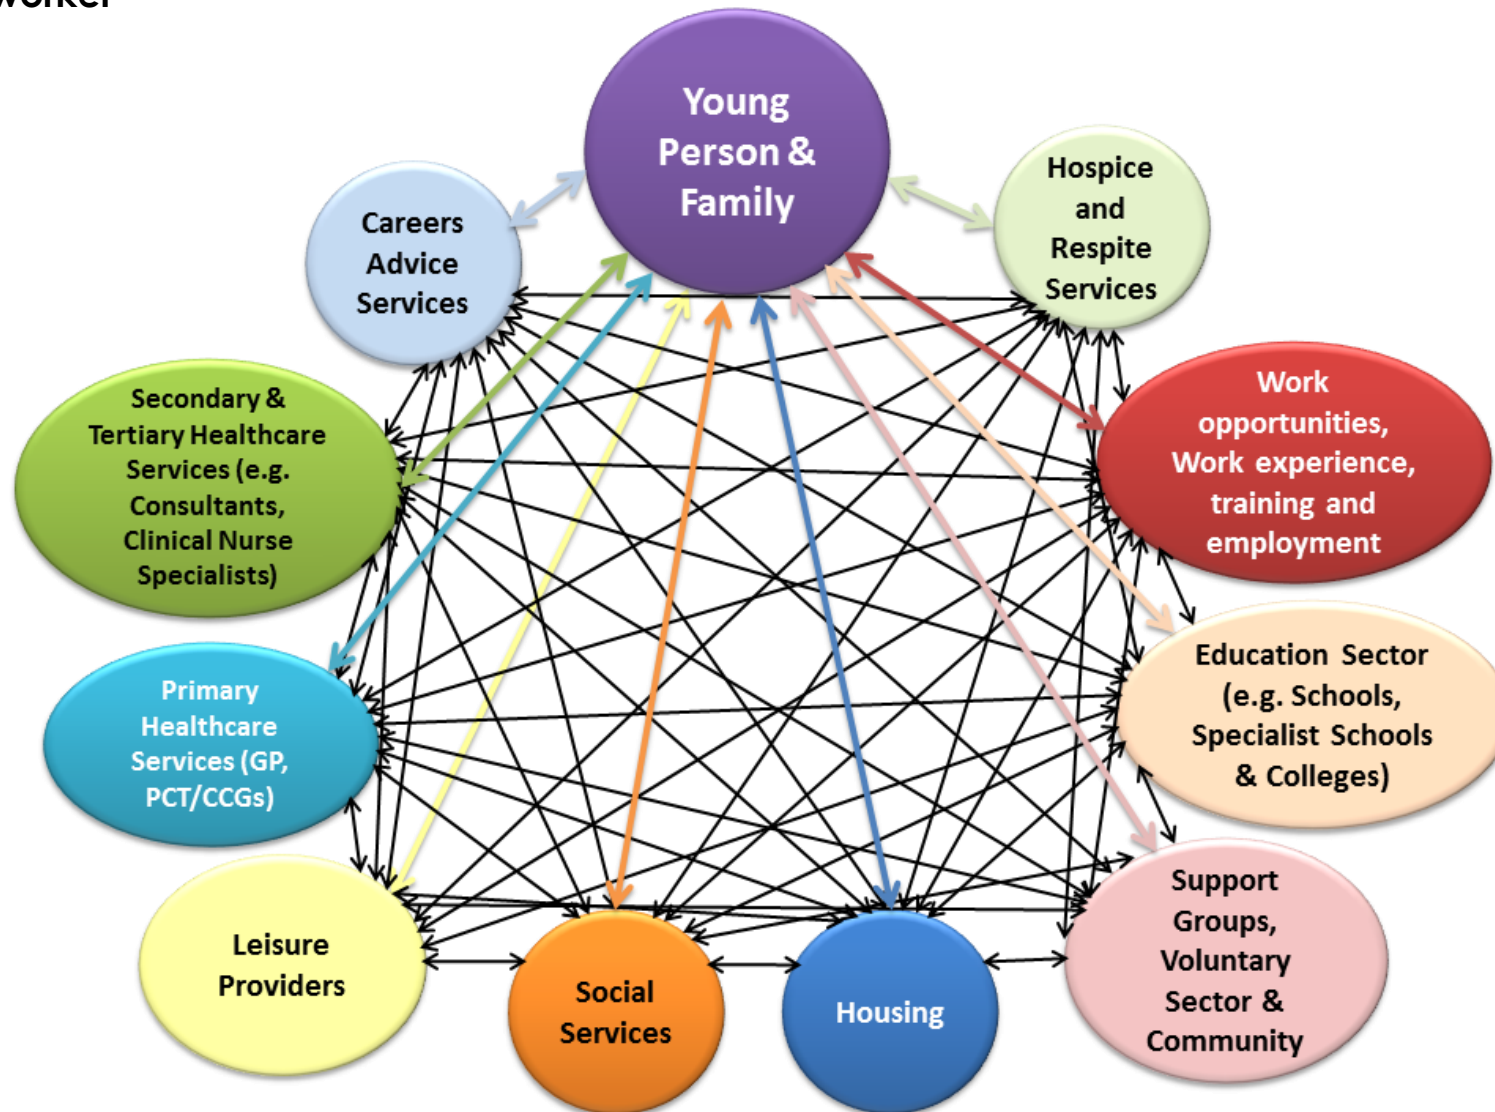 worker
Young
Person &
Family
Hospice
and
Respite
Services
Careers
Advice
Services
Work
opportunities,
Work experience,
training and
employment
Secondary &
Tertiary Healthcare
Services (e.g.
Consultants,
Clinical Nurse
Specialists)
Education Sector
(e.g. Schools,
Specialist Schools
& Colleges)
Primary
Healthcare
Services (GP,
PCT/CCGs)
Support
Groups,
Voluntary
Sector &
Community
Leisure
Providers
Social
Services
Housing